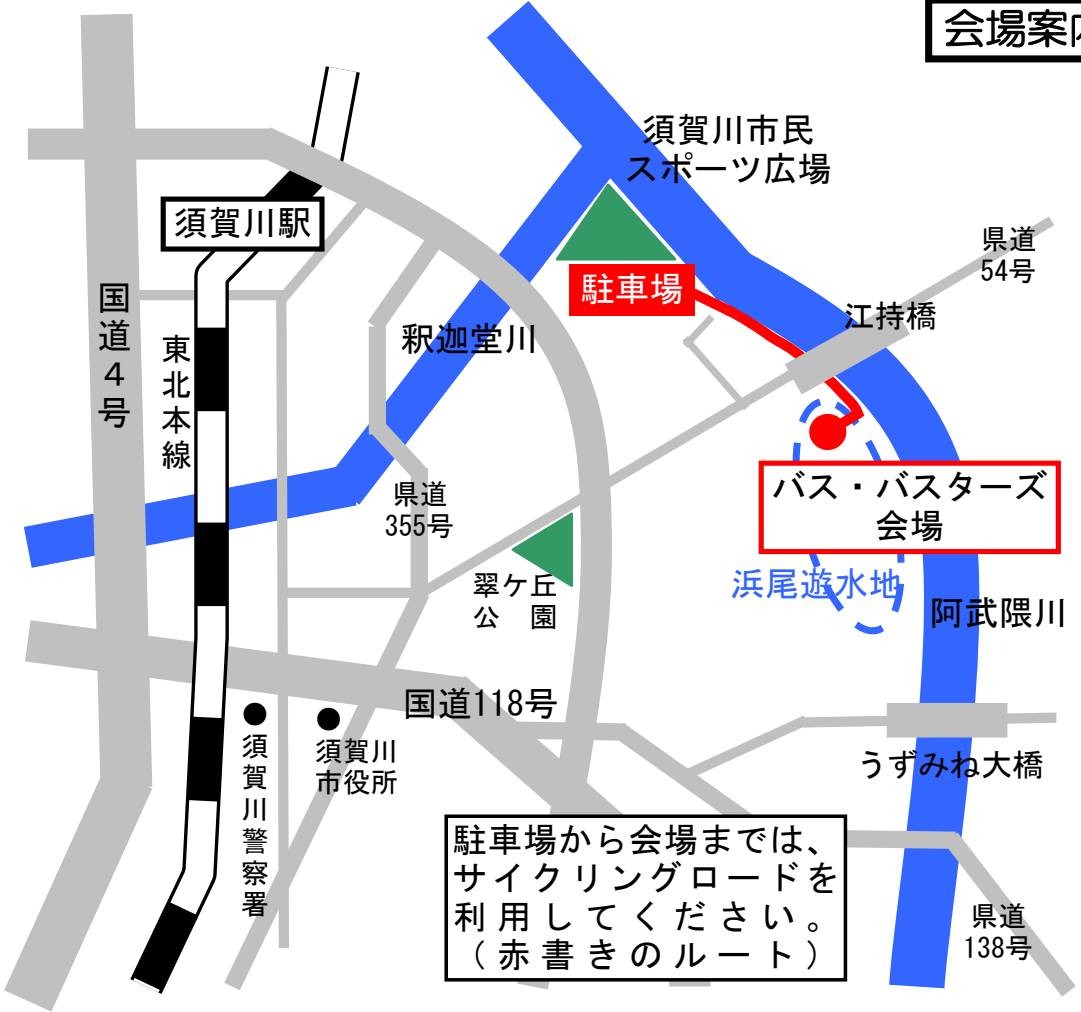 会場案内
須賀川市民
スポーツ広場
須賀川駅
県道
54号
駐車場
国道4号
江持橋
東北本線
釈迦堂川
県道
355号
バス・バスターズ
会場
翠ケ丘
公園
浜尾遊水地
阿武隈川
国道118号
須賀川警察署
須賀川
市役所
うずみね大橋
駐車場から会場までは、
サイクリングロードを
利用してください。
（赤書きのルート）
県道
138号